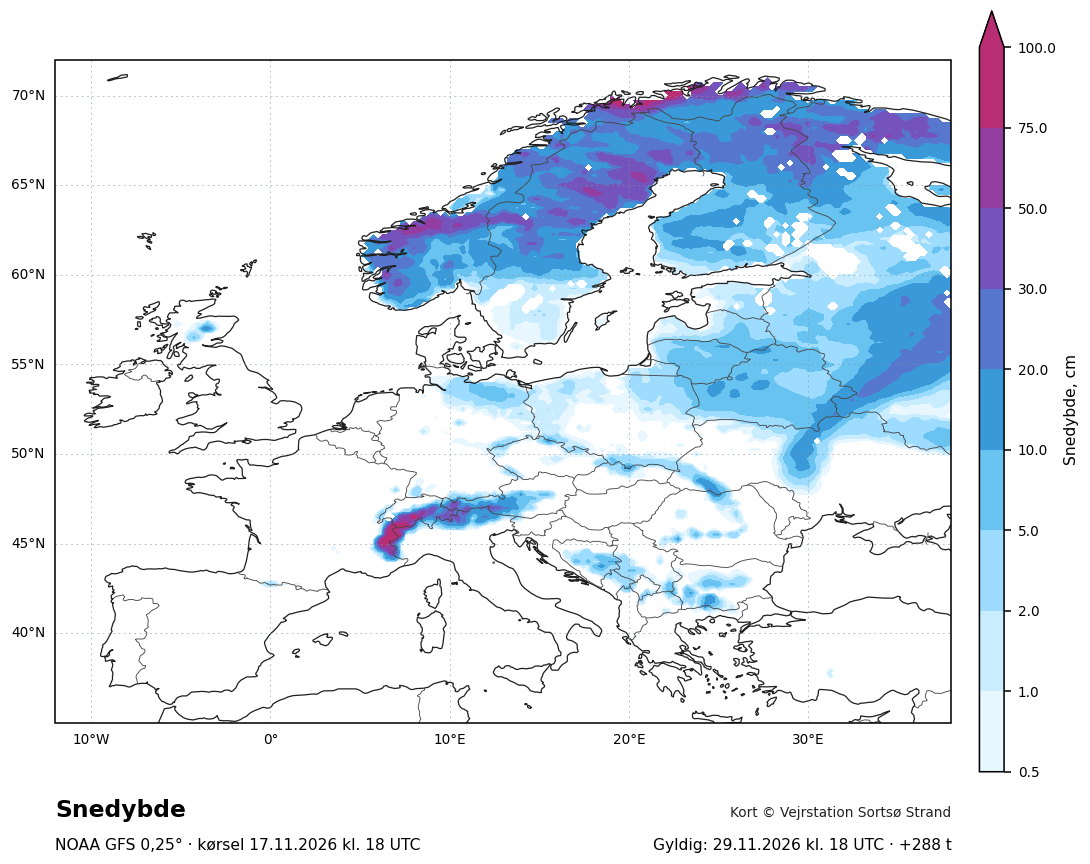 100.0
75.0
50.0
30.0
20.0
10.0
5.0
2.0
1.0
0.5
Snedybde, cm
70°N
65°N
60°N
55°N
50°N
45°N
40°N
10°W 0° 10°E 20°E 30°E
Snedybde
Kort © Vejrstation Sortsø Strand
NOAA GFS 0,25° · kørsel 17.11.2026 kl. 18 UTC
Gyldig: 29.11.2026 kl. 18 UTC · +288 t